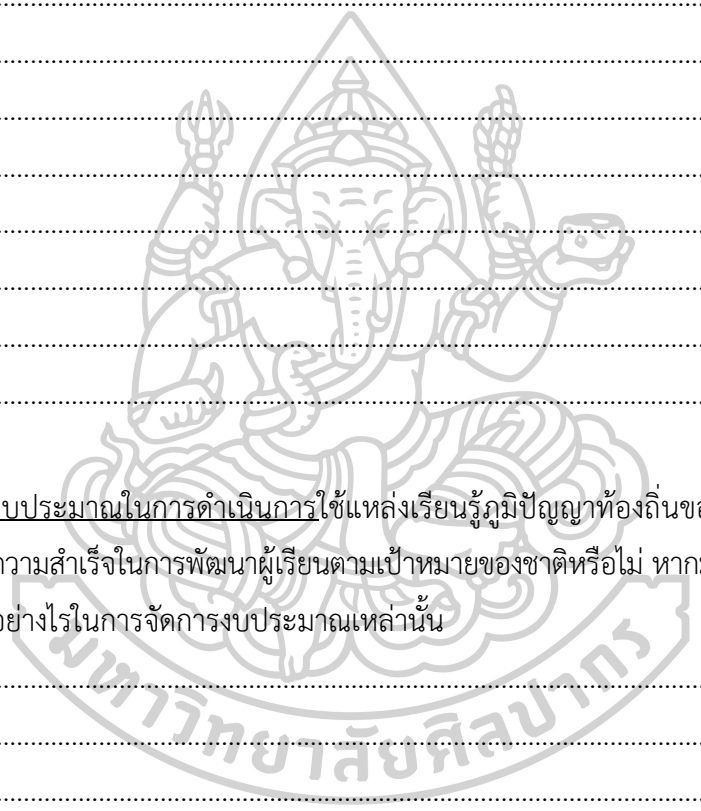 บประมาณในการดำเนินการใช้แหล่งเรียนรู้ภูมิปัญญาท้องถิ่นขอ
ความสำเร็จในการพัฒนาผู้เรียนตามเป้าหมายของชาติหรือไม่ หาก
อย่างไรในการจัดการงบประมาณเหล่านั้น
มหาวิทยาลัยศิลปากร